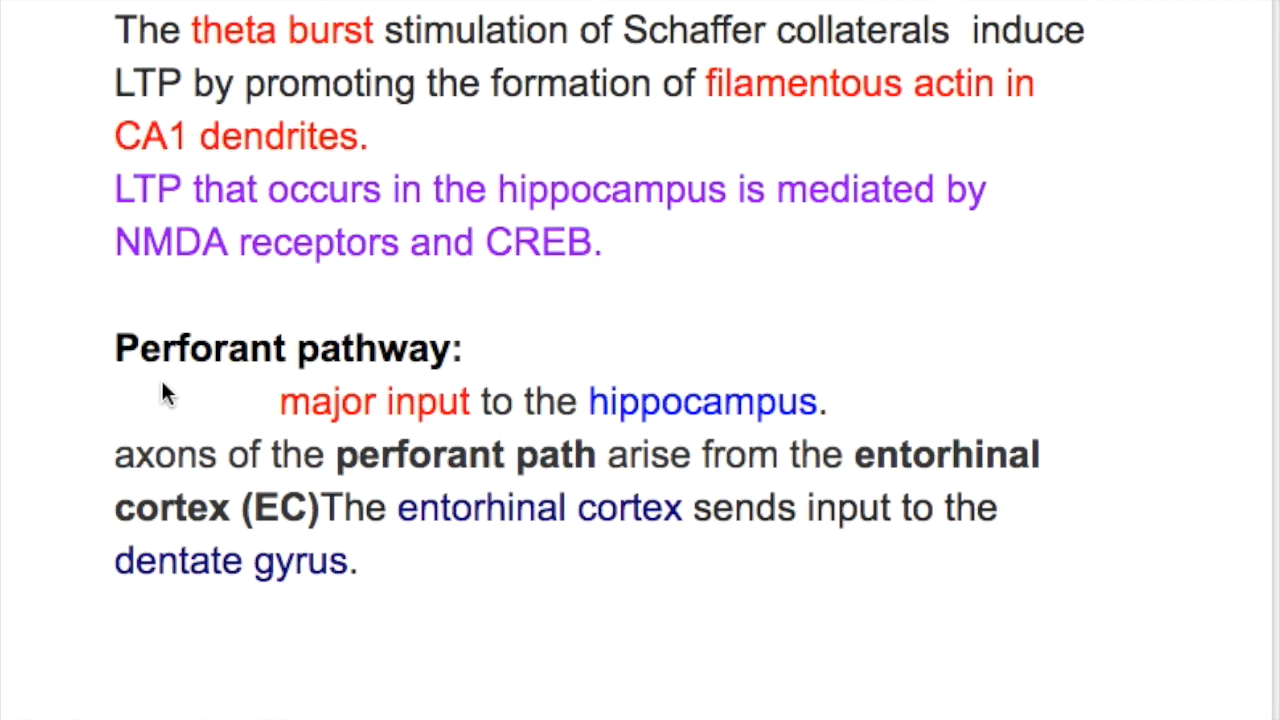 The theta burst stimulation of Schaffer collaterals  induce
LTP by promoting the formation of filamentous actin in
CA1 dendrites.
LTP that occurs in the hippocampus is mediated by
NMDA receptors and CREB.
Perforant pathway:
major input to the hippocampus.
axons of the perforant path arise from the entorhinal
cortex (EC)The entorhinal cortex sends input to the
dentate gyrus.